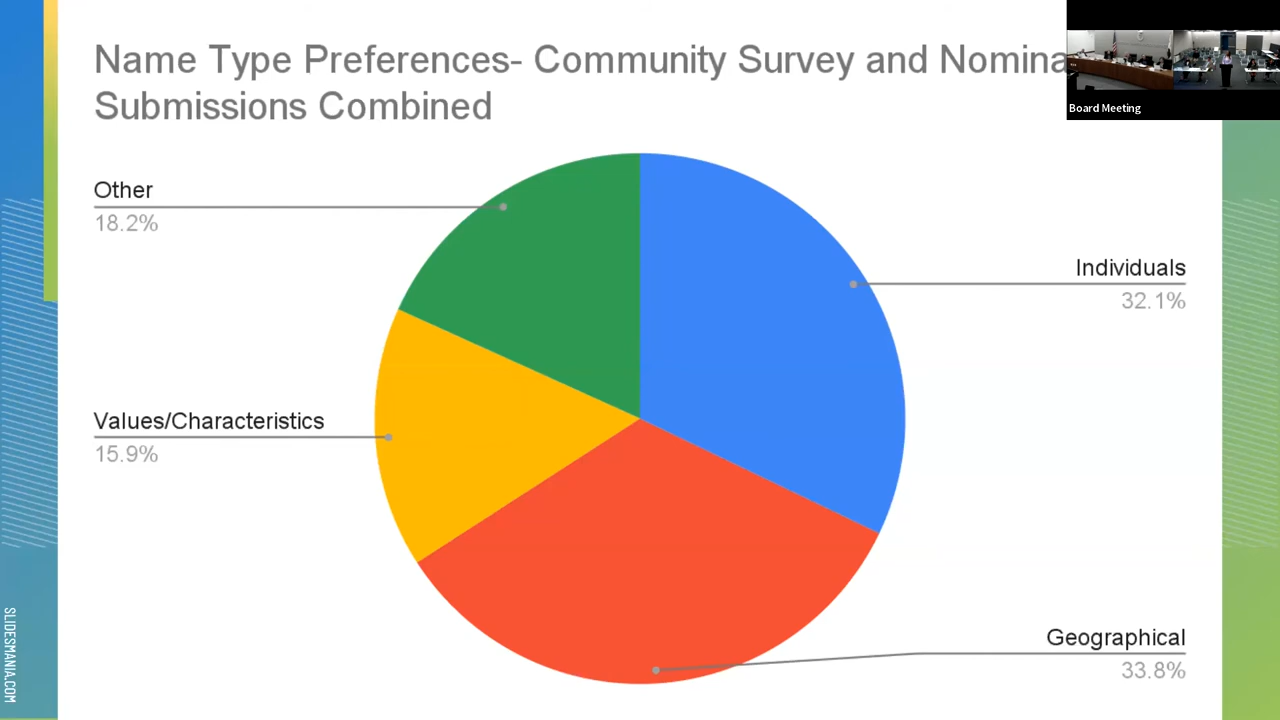 Name Type Preferences- Community Survey and Nomina
Submissions Combined
Board Meeting
Other
18.2%
Individuals
32.1%
Values/Characteristics
15.9%
Geographical
33.8%
SLIDESMANIA.COM